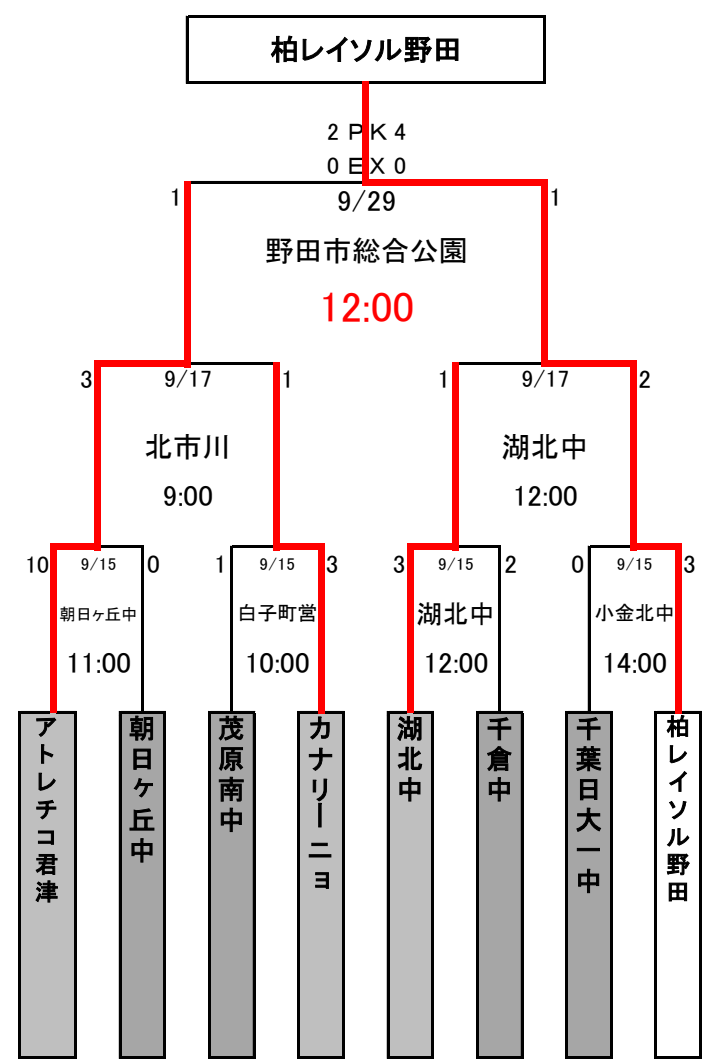 柏レイソル野田
2 PK 4
0 EX 0
1 9/29 1
野田市総合公園
12:00
3 9/17 1 1 9/17 2
北市川 湖北中
9:00 12:00
10 9/15 0 1 9/15 3 3 9/15 2 0 9/15 3
朝日ヶ丘中 白子町営 湖北中 小金北中
11:00 10:00 12:00 14:00
アトレチコ君津
朝日ヶ丘中
茂原南中
カナリーニョ
湖北中
千倉中
千葉日大一中
柏レイソル野田